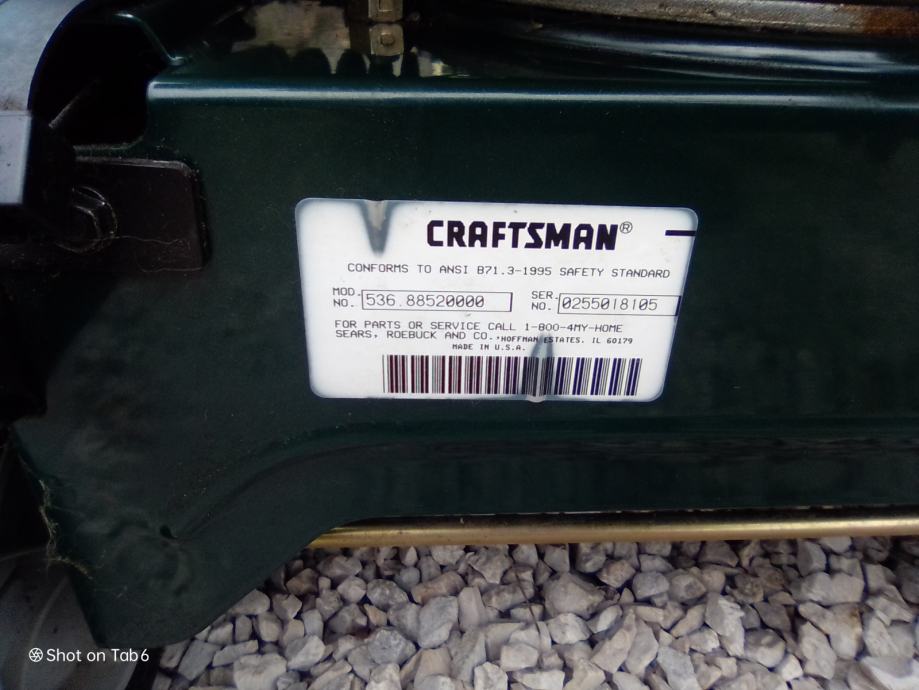 CRAFTSMAN®
CONFORMS TO ANSI B71.3-1995 SAFETY STANDARD
MOD. NO. 536.88520000 SER. NO. 0255018105
FOR PARTS OR SERVICE CALL 1-800-4MY-HOME
SEARS, ROEBUCK AND CO. HOFFMAN ESTATES, IL 60179
MADE IN U.S.A.
Shot on Tab6